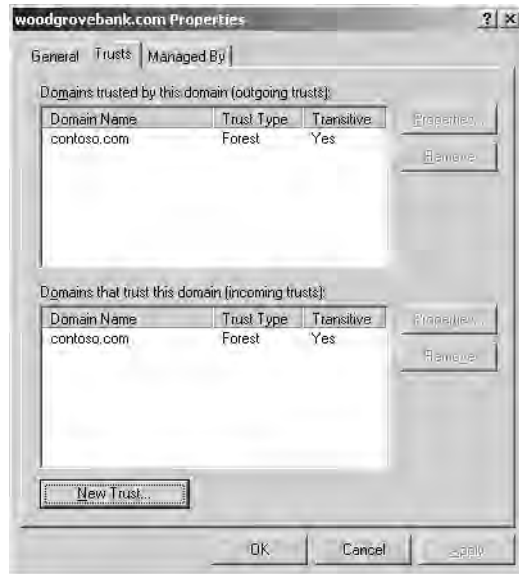 woodgrovebank.com Properties ? X
General Trusts Managed By
Domains trusted by this domain (outgoing trusts):
Domain Name Trust Type Transitive
contoso.com Forest Yes
Properties...
Remove
Domains that trust this domain (incoming trusts):
Domain Name Trust Type Transitive
contoso.com Forest Yes
Properties...
Remove
New Trust...
OK Cancel Apply